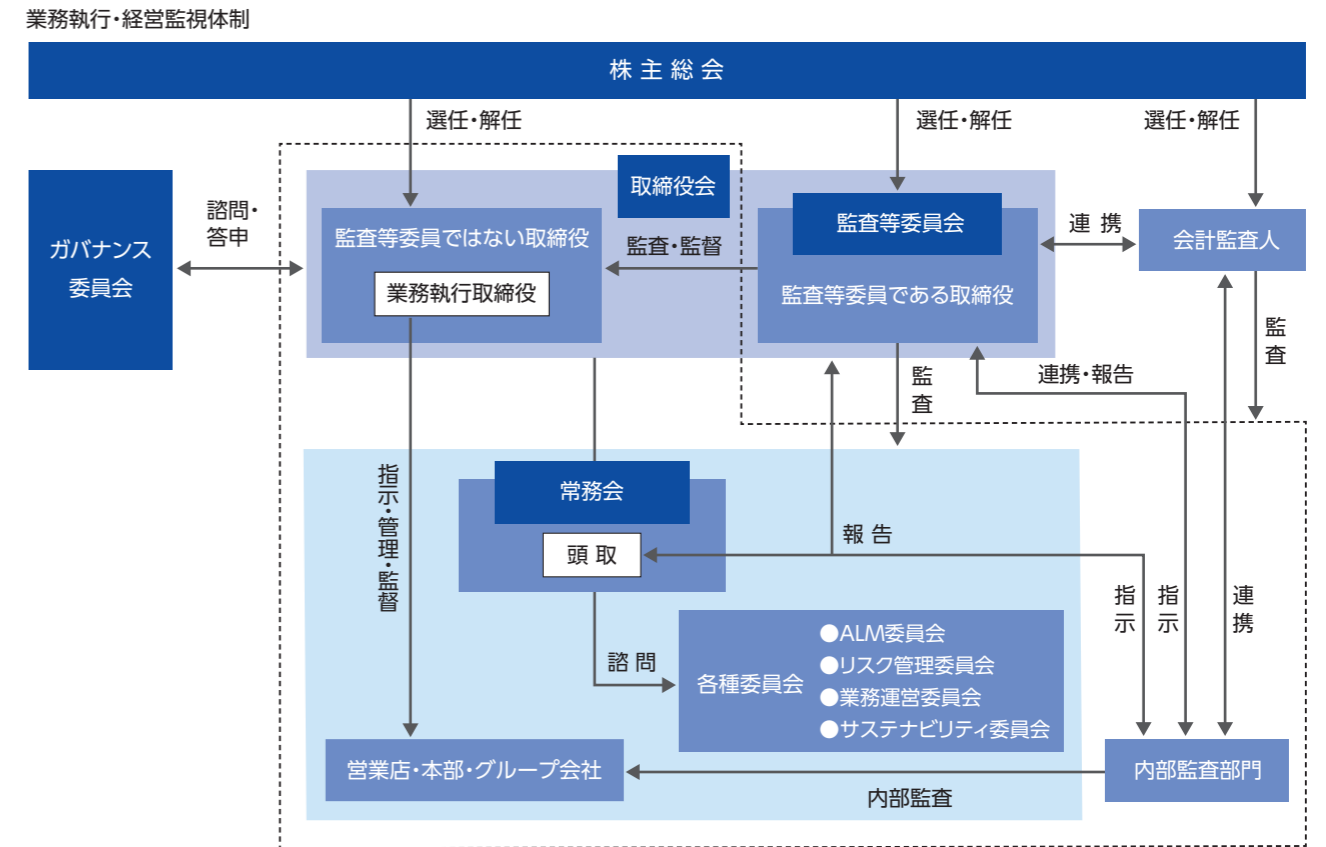 業務執行・経営監視体制
株主総会
選任・解任
選任・解任
選任・解任
取締役会
監査等委員会
ガバナンス
委員会
諮問・
答申
監査等委員ではない取締役
業務執行取締役
監査・監督
監査等委員である取締役
連携
会計監査人
監査
連携・報告
監査
指示・管理・監督
常務会
頭取
報告
指示
指示
連携
諮問
各種委員会
●ALM委員会
●リスク管理委員会
●業務運営委員会
●サステナビリティ委員会
営業店・本部・グループ会社
内部監査
内部監査部門